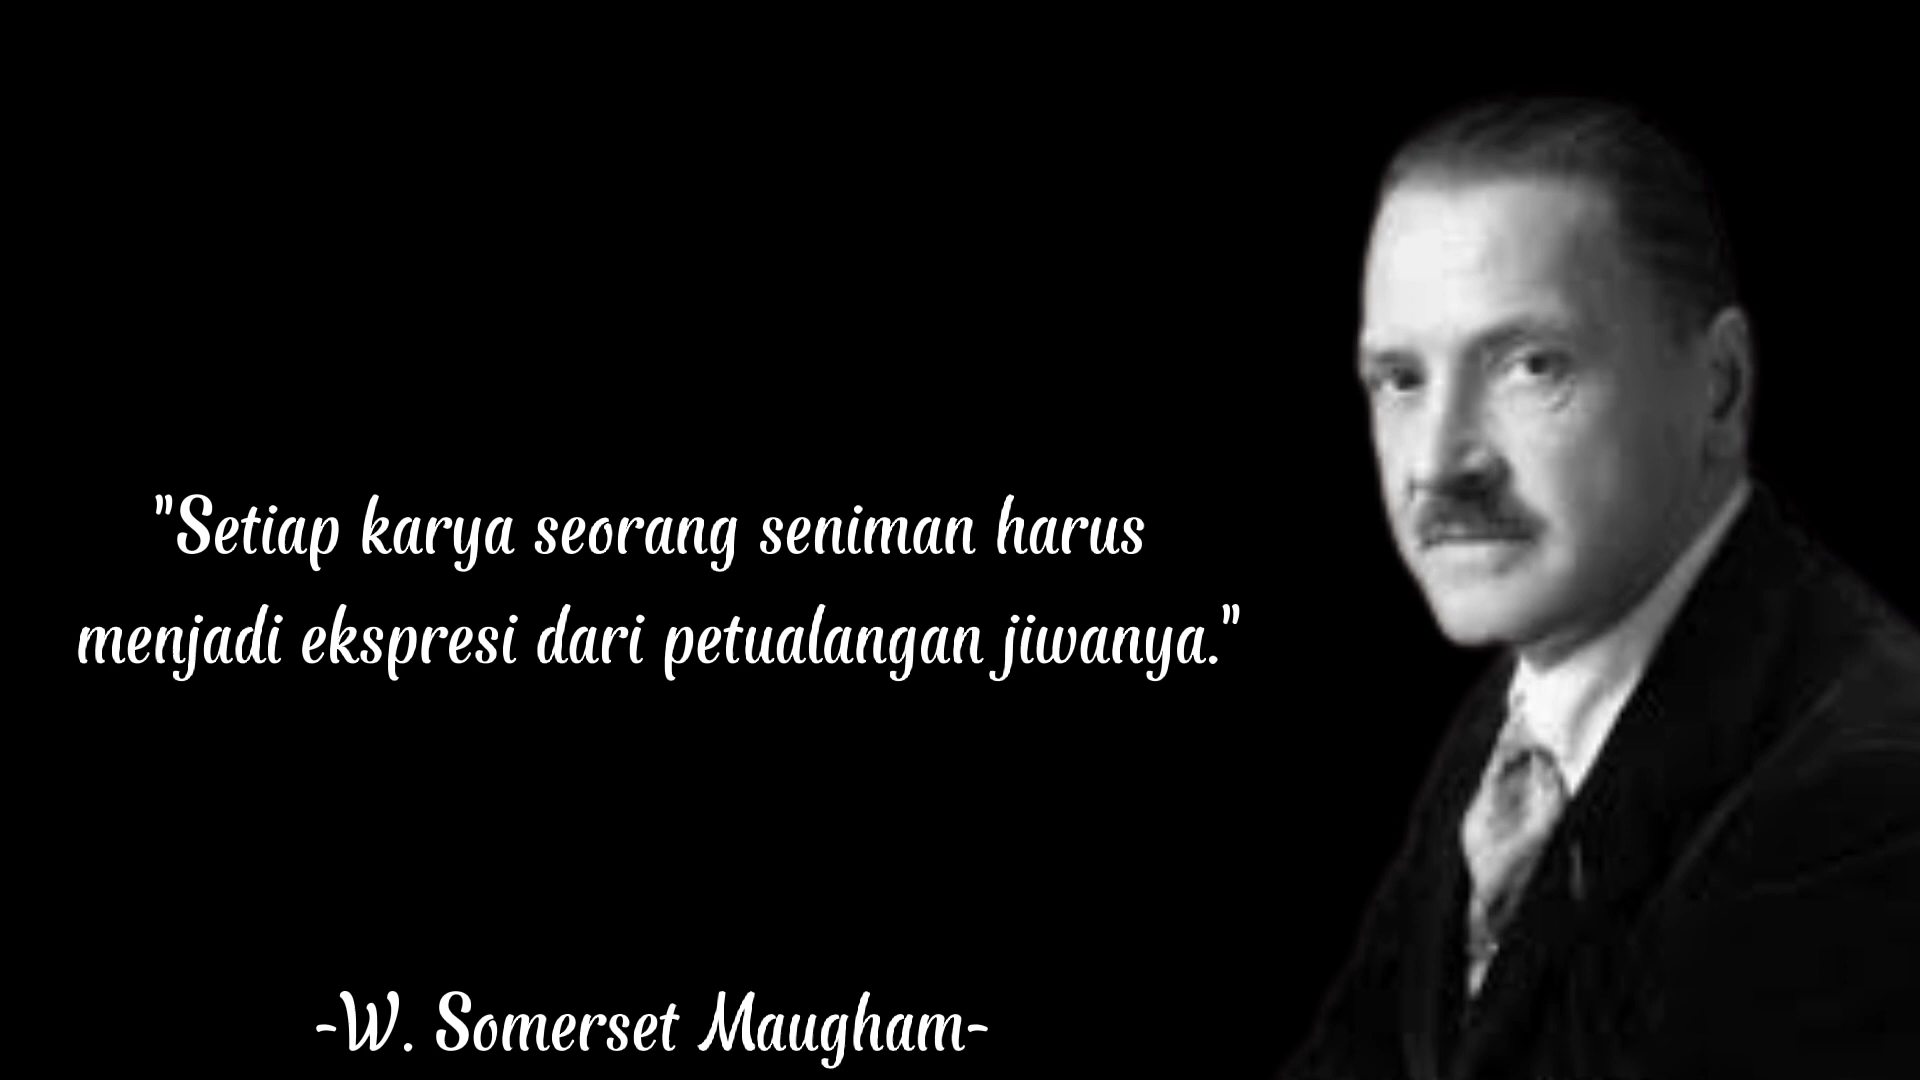 "Setiap karya seorang seniman harus
menjadi ekspresi dari petualangan jiwanya."
-W. Somerset Maugham-